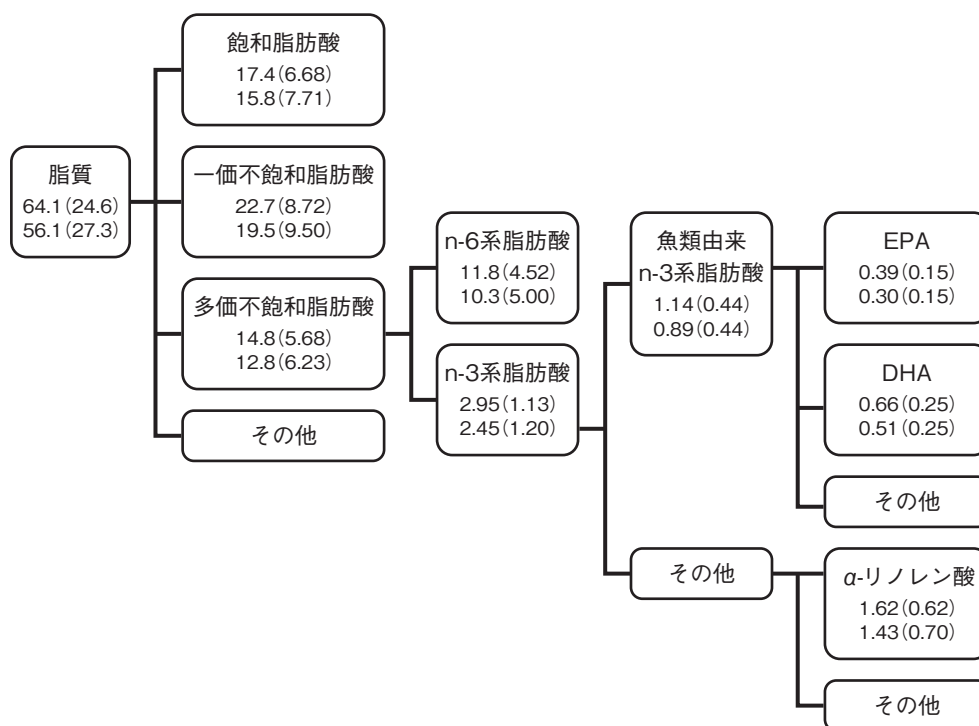 脂質
64.1(24.6)
56.1(27.3)
飽和脂肪酸
17.4(6.68)
15.8(7.71)
一価不飽和脂肪酸
22.7(8.72)
19.5(9.50)
多価不飽和脂肪酸
14.8(5.68)
12.8(6.23)
その他
n-6系脂肪酸
11.8(4.52)
10.3(5.00)
n-3系脂肪酸
2.95(1.13)
2.45(1.20)
魚類由来
n-3系脂肪酸
1.14(0.44)
0.89(0.44)
その他
EPA
0.39(0.15)
0.30(0.15)
DHA
0.66(0.25)
0.51(0.25)
その他
α-リノレン酸
1.62(0.62)
1.43(0.70)
その他